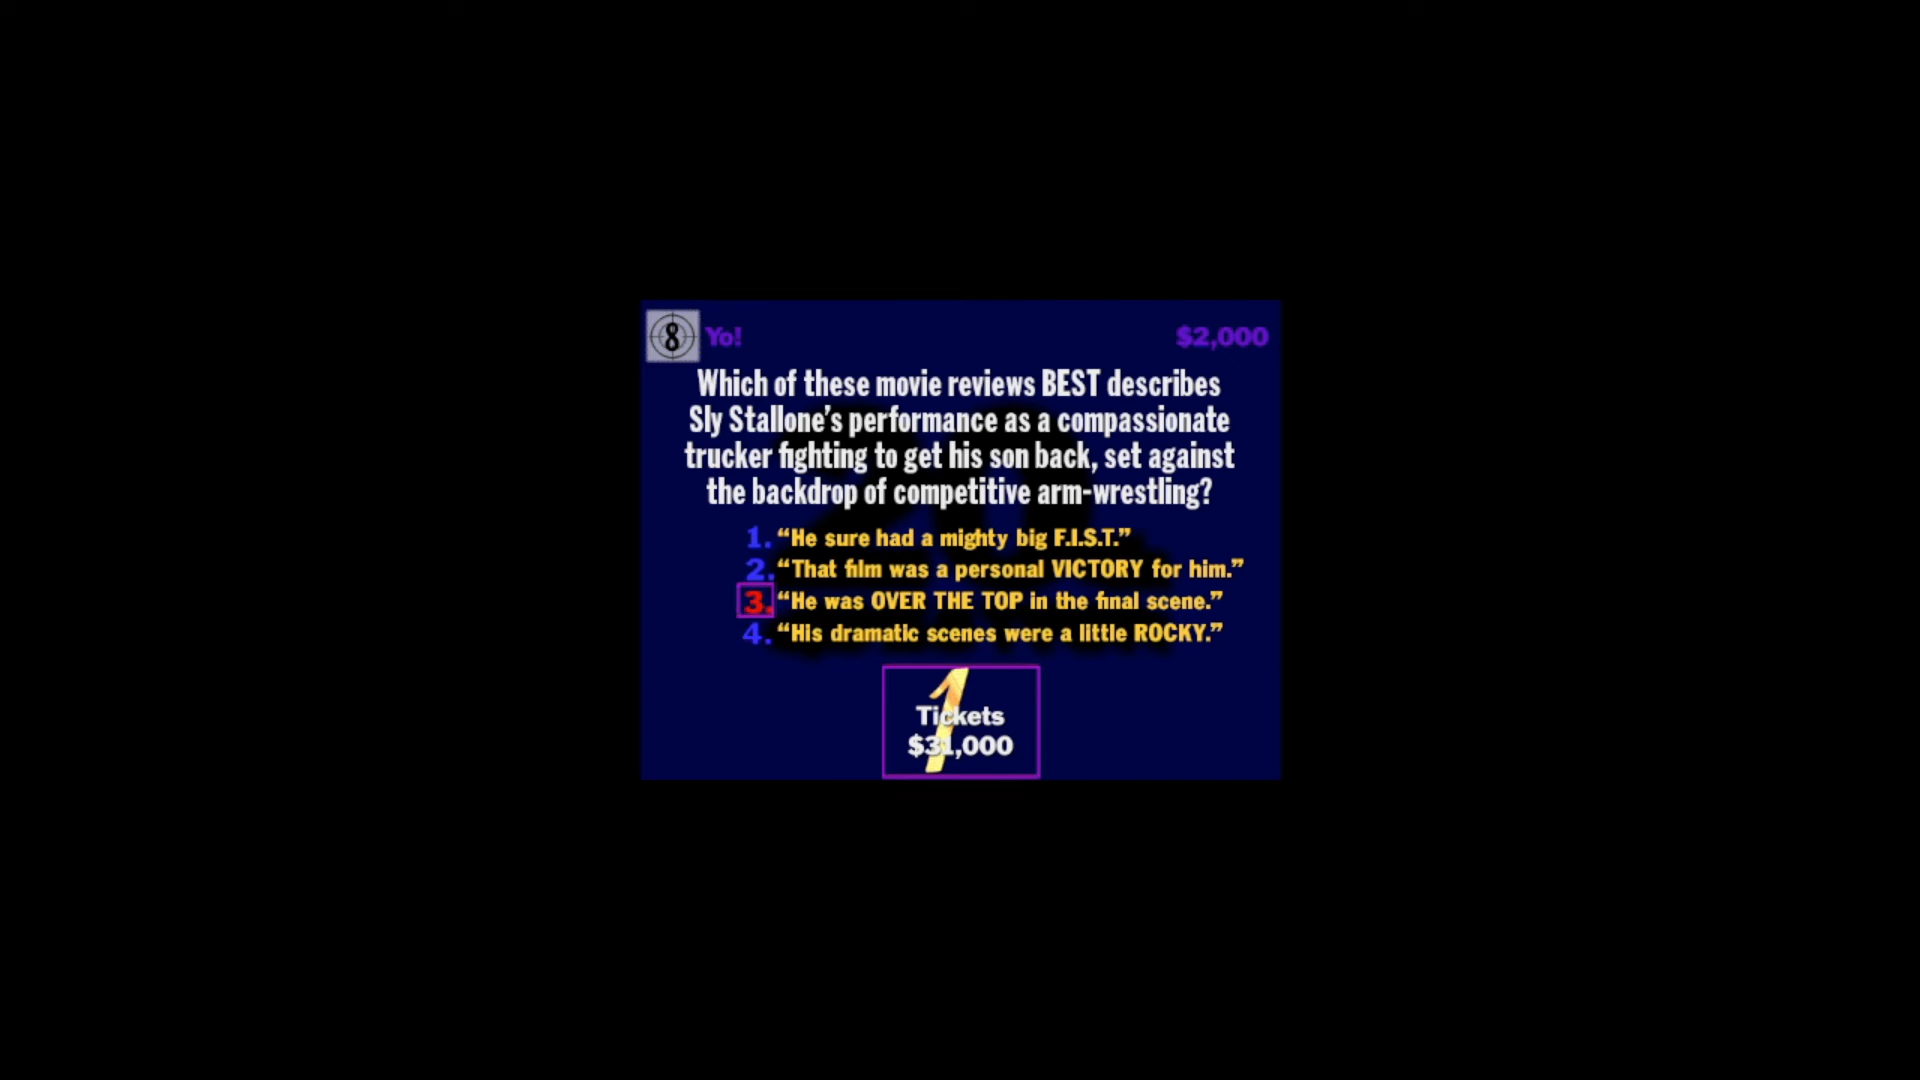 8 Yo! $2,000
Which of these movie reviews BEST describes
Sly Stallone's performance as a compassionate
trucker fighting to get his son back, set against
the backdrop of competitive arm-wrestling?
1. “He sure had a mighty big F.I.S.T.”
2. “That film was a personal VICTORY for him.”
3. “He was OVER THE TOP in the final scene.”
4. “His dramatic scenes were a little ROCKY.”
1
Tickets
$31,000